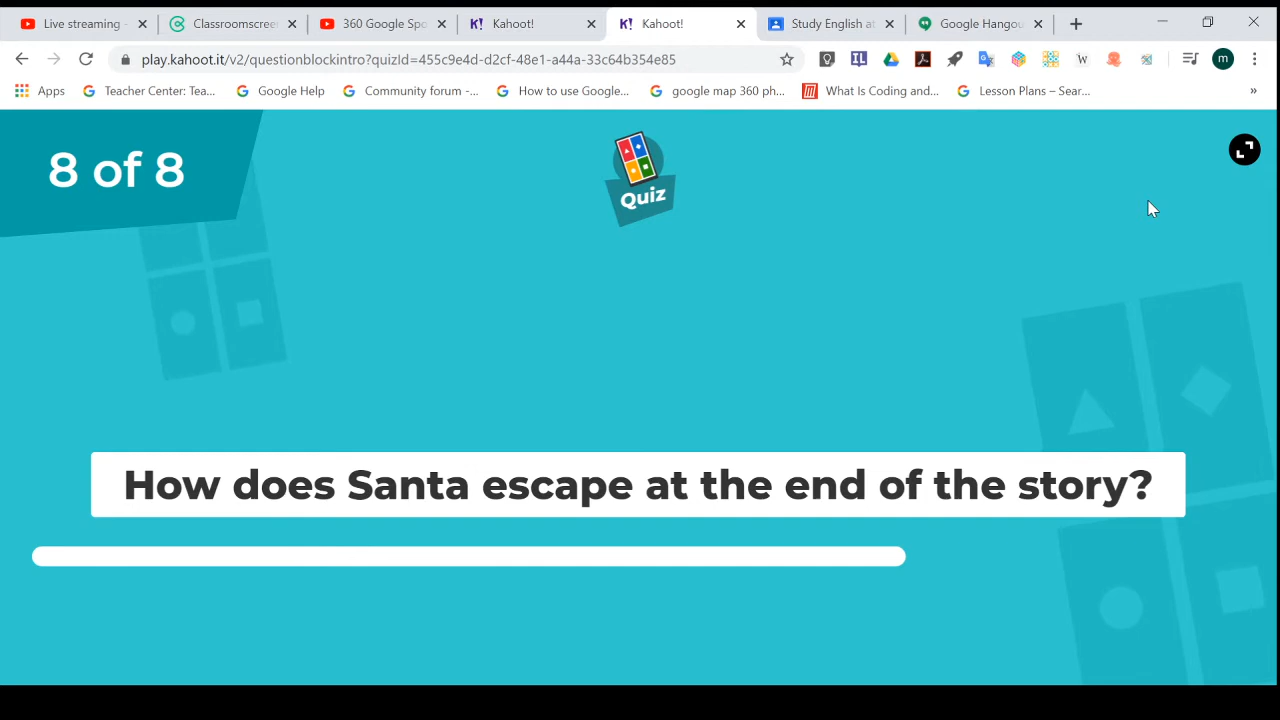 Live streaming -
Classroomscreen
360 Google Spo
Kahoot!
Kahoot!
Study English at
Google Hangou
m
play.kahoot.it/v2/questionblockintro?quizId=455c9e4d-d2cf-48e1-a44a-33c64b354e85
Apps
Teacher Center: Tea...
Google Help
Community forum -...
How to use Google...
google map 360 ph...
What Is Coding and...
Lesson Plans – Sear...
»
8 of 8
Quiz
How does Santa escape at the end of the story?